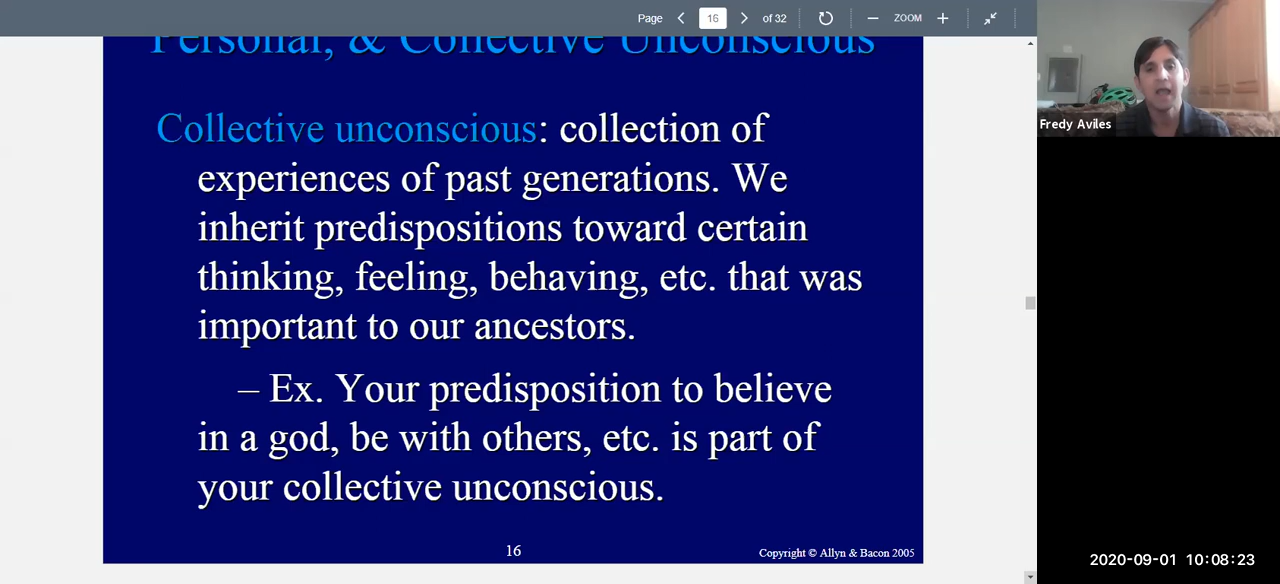 Page 16 of 32 ZOOM
Personal, & Collective Unconscious
Collective unconscious: collection of
experiences of past generations. We
inherit predispositions toward certain
thinking, feeling, behaving, etc. that was
important to our ancestors.
– Ex. Your predisposition to believe
in a god, be with others, etc. is part of
your collective unconscious.
16
Copyright © Allyn & Bacon 2005
Fredy Aviles
2020-09-01 10:08:23